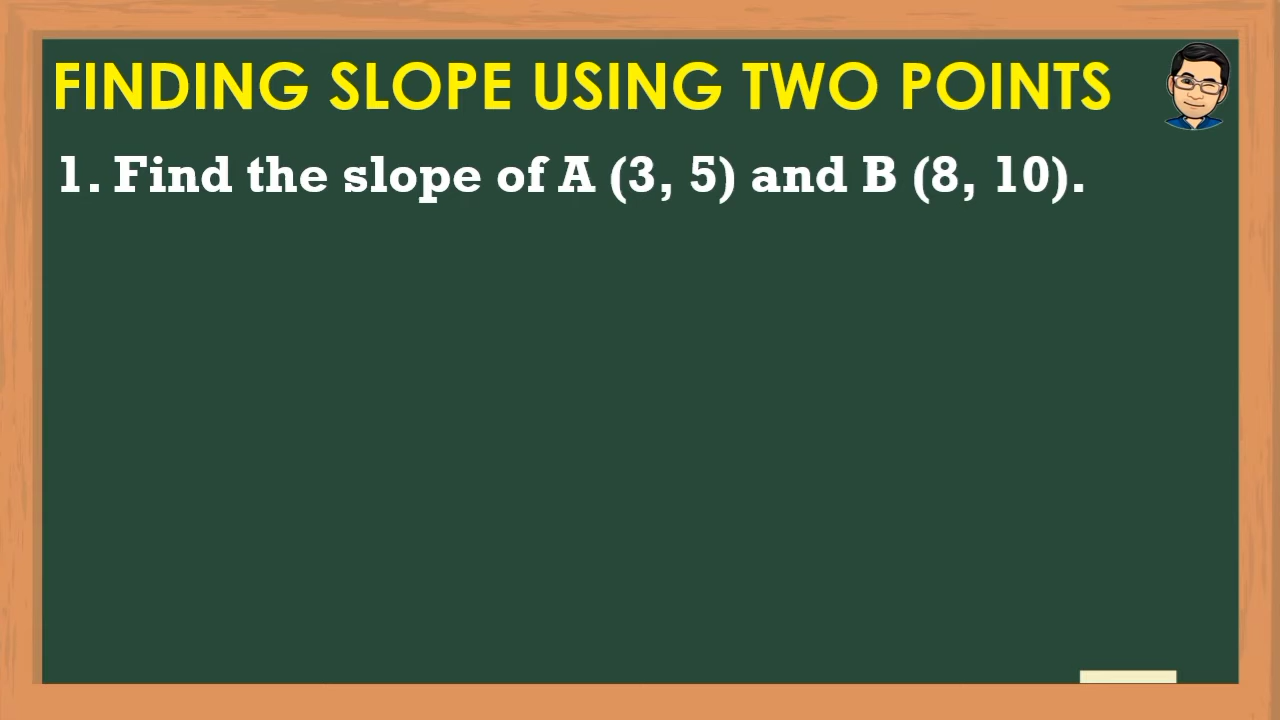 FINDING SLOPE USING TWO POINTS
1. Find the slope of A (3, 5) and B (8, 10).